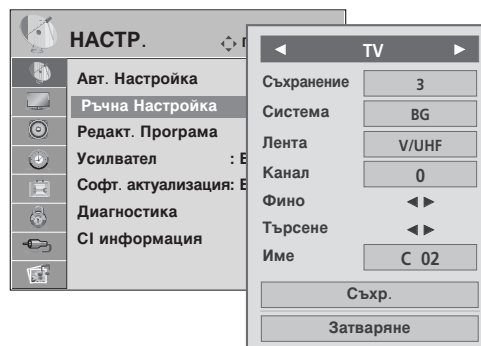 НАСТР.
Авт. Настройка
Ръчна Настройка
Редакт. Програма
Усилвател :
Софт. актуализация:
Диагностика
CI информация
TV
Съхранение 3
Система BG
Лента V/UHF
Канал 0
Фино
Търсене
Име C 02
Съхр.
Затваряне